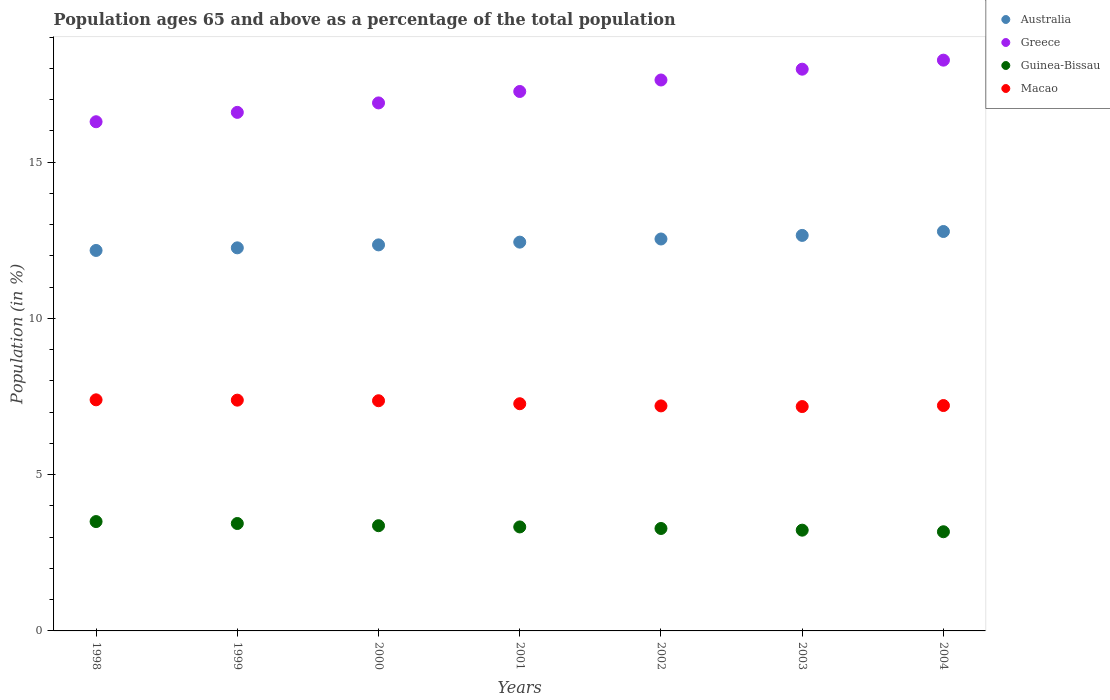 Population ages 65 and above as a percentage of the total population
Australia
Greece
Guinea-Bissau
Macao
Population (in %)
15
10
5
0
1998
1999
2000
2001
2002
2003
2004
Years